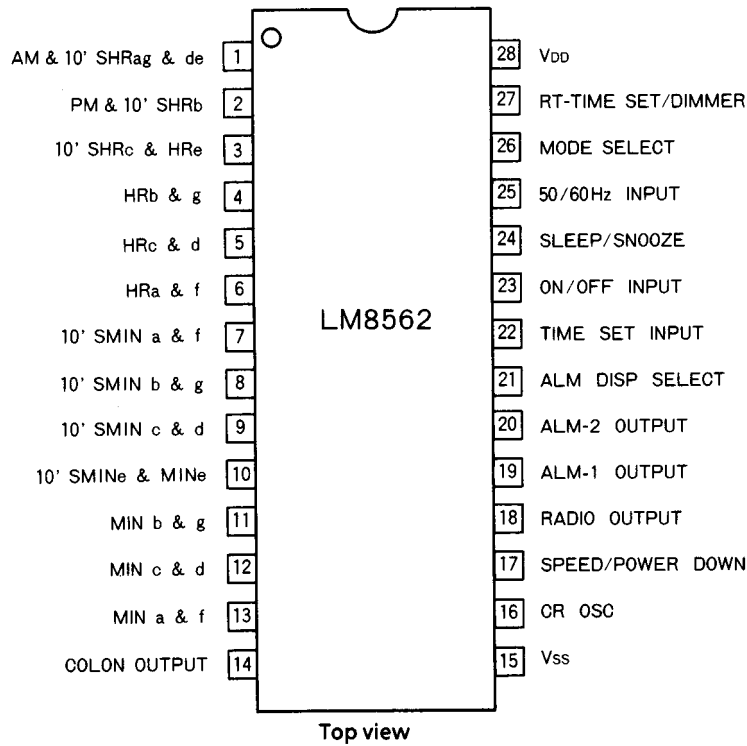 AM & 10' SHRag & de 1 28 VDD
PM & 10' SHRb 2 27 RT-TIME SET/DIMMER
10' SHRc & HRe 3 26 MODE SELECT
HRb & g 4 25 50/60Hz INPUT
HRc & d 5 24 SLEEP/SNOOZE
HRa & f 6 23 ON/OFF INPUT
LM8562
10' SMIN a & f 7 22 TIME SET INPUT
10' SMIN b & g 8 21 ALM DISP SELECT
10' SMIN c & d 9 20 ALM-2 OUTPUT
10' SMINe & MINe 10 19 ALM-1 OUTPUT
MIN b & g 11 18 RADIO OUTPUT
MIN c & d 12 17 SPEED/POWER DOWN
MIN a & f 13 16 CR OSC
COLON OUTPUT 14 15 VSS
Top view